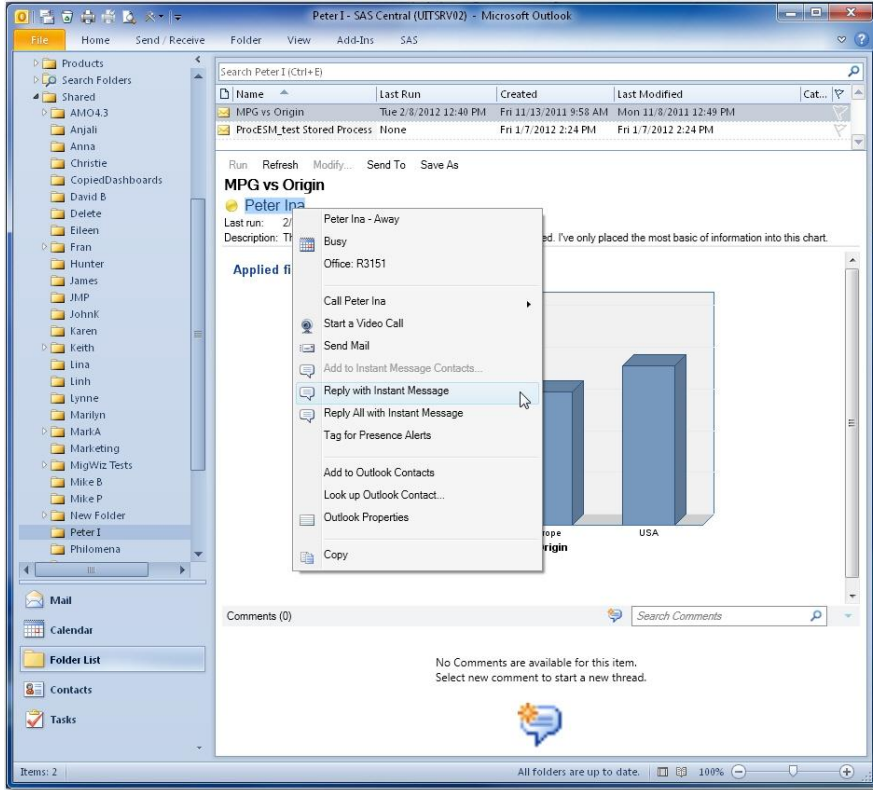 Peter I - SAS Central (UITSRV02) - Microsoft Outlook
File Home Send / Receive Folder View Add-Ins SAS
Products
Search Folders
Shared
AMO4.3
Anjali
Anna
Christie
CopiedDashboards
David B
Delete
Eileen
Fran
Hunter
James
JMP
JohnK
Karen
Keith
Lina
Linh
Lynne
Marilyn
MarkA
Marketing
MigWiz Tests
Mike B
Mike P
New Folder
Peter I
Philomena
Mail
Calendar
Folder List
Contacts
Tasks
Search Peter I (Ctrl+E)
Name Last Run Created Last Modified Cat...
MPG vs Origin Tue 2/8/2012 12:40 PM Fri 11/13/2011 9:58 AM Mon 11/8/2011 12:49 PM
ProcESM_test Stored Process None Fri 1/7/2012 2:24 PM Fri 1/7/2012 2:24 PM
Run Refresh Modify... Send To Save As
MPG vs Origin
Peter Ina
Last run: 2/
Description: Th ed. I've only placed the most basic of information into this chart.
Applied fi
Peter Ina - Away
Busy
Office: R3151
Call Peter Ina
Start a Video Call
Send Mail
Add to Instant Message Contacts...
Reply with Instant Message
Reply All with Instant Message
Tag for Presence Alerts
Add to Outlook Contacts
Look up Outlook Contact...
Outlook Properties
Copy
rope USA
rigin
Comments (0) Search Comments
No Comments are available for this item.
Select new comment to start a new thread.
Items: 2 All folders are up to date. 100%